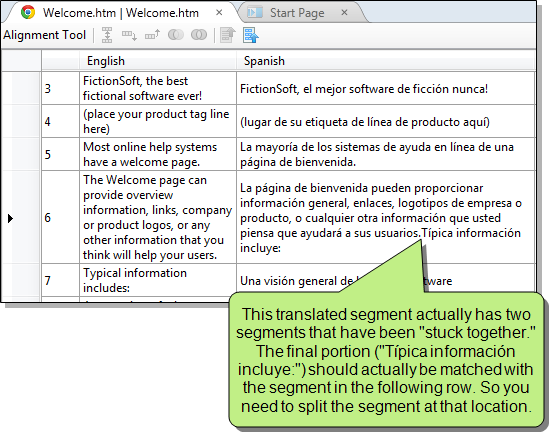 Welcome.htm | Welcome.htm × Start Page ×
Alignment Tool
English Spanish
3 FictionSoft, the best
fictional software ever! FictionSoft, el mejor software de ficción nunca!
4 (place your product tag line
here) (lugar de su etiqueta de línea de producto aquí)
5 Most online help systems
have a welcome page. La mayoría de los sistemas de ayuda en línea de una
página de bienvenida.
6 The Welcome page can
provide overview
information, links, company
or product logos, or any
other information that you
think will help your users.
La página de bienvenida pueden proporcionar
información general, enlaces, logotipos de empresa o
producto, o cualquier otra información que usted
piensa que ayudará a sus usuarios.Típica información
incluye:
7 Typical information
includes: Una visión general de software
This translated segment actually has two
segments that have been "stuck together."
The final portion ("Típica información
incluye:") should actually be matched with
the segment in the following row. So you
need to split the segment at that location.